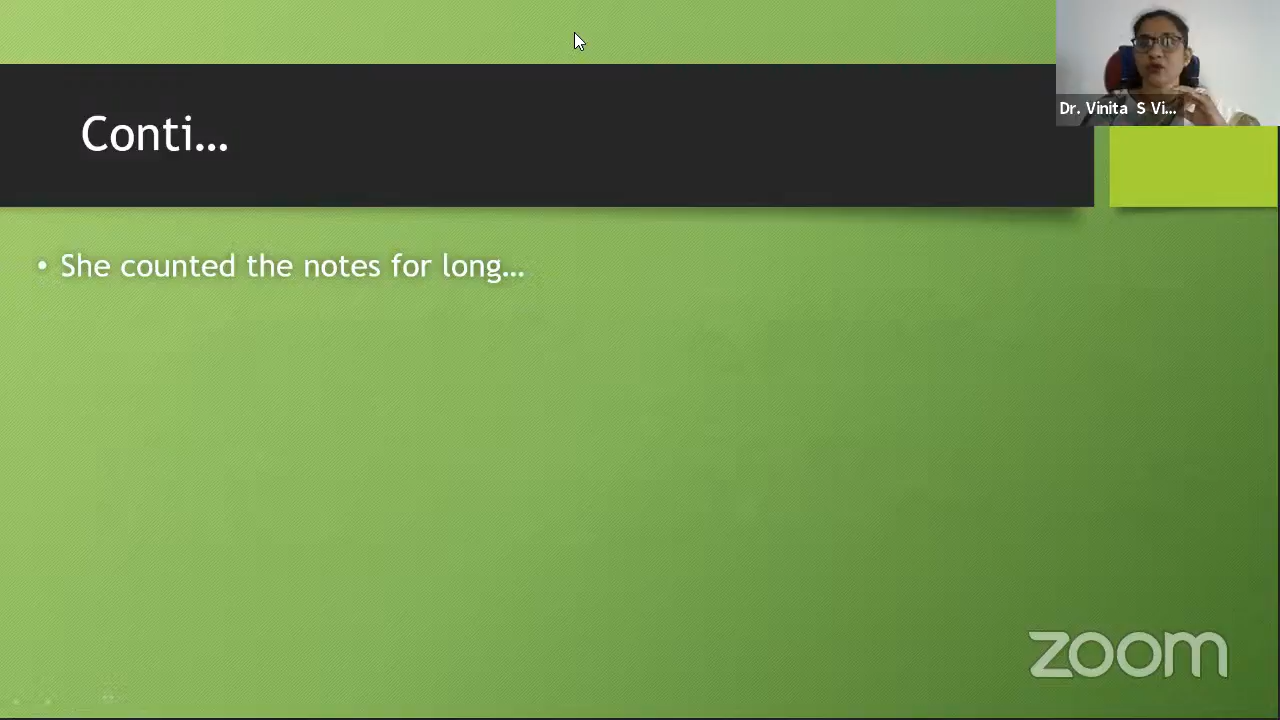 Dr. Vinita S Vi...
Conti...
• She counted the notes for long...
zoom